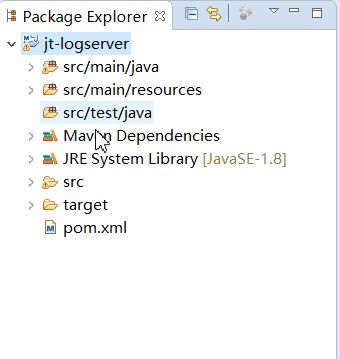 Package Explorer
jt-logserver
src/main/java
src/main/resources
src/test/java
Maven Dependencies
JRE System Library [JavaSE-1.8]
src
target
pom.xml